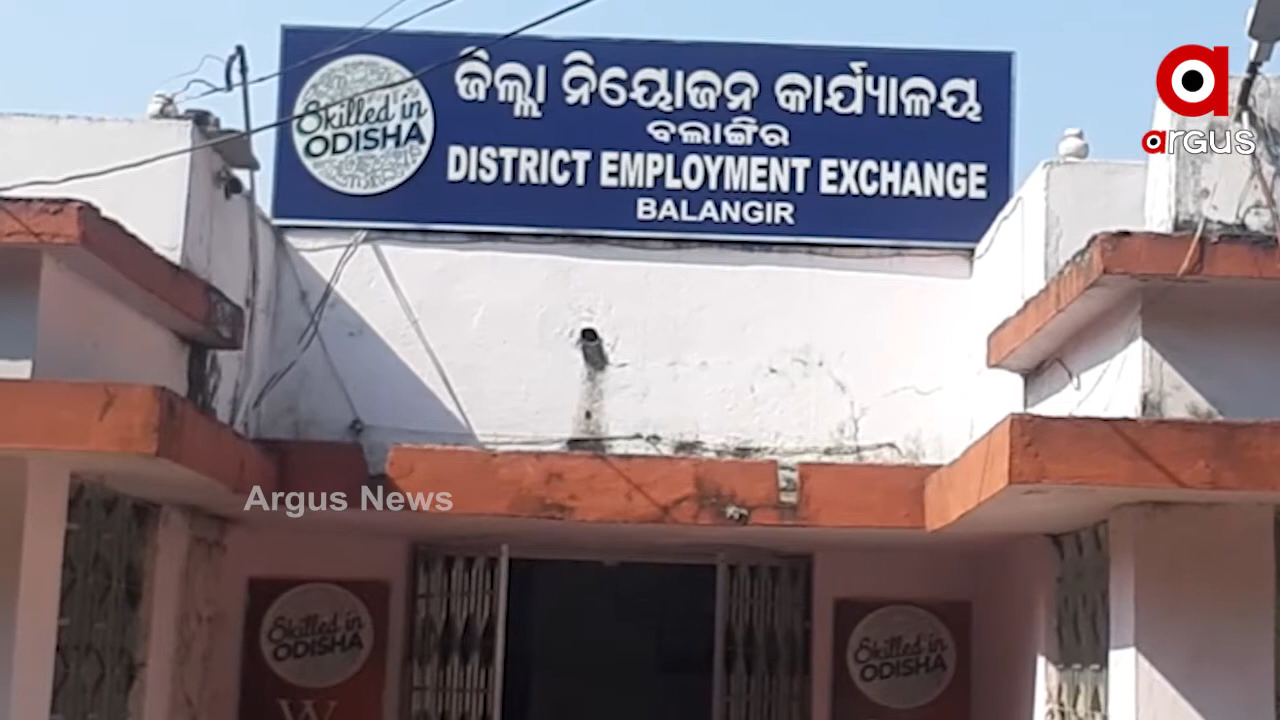 Skilled in
ODISHA
ଜିଲ୍ଲା ନିୟୋଜନ କାର୍ଯ୍ୟାଳୟ
ବଲାଙ୍ଗିର
DISTRICT EMPLOYMENT EXCHANGE
BALANGIR
a
argus
Argus News
Skilled in
ODISHA
W
Skilled in
ODISHA